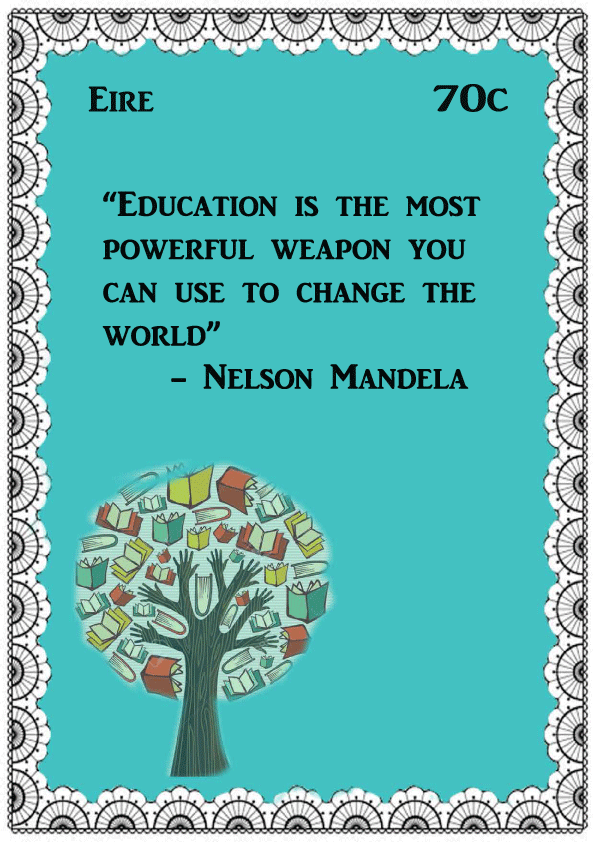 Eire 70c
“Education is the most
powerful weapon you
can use to change the
world”
- Nelson Mandela